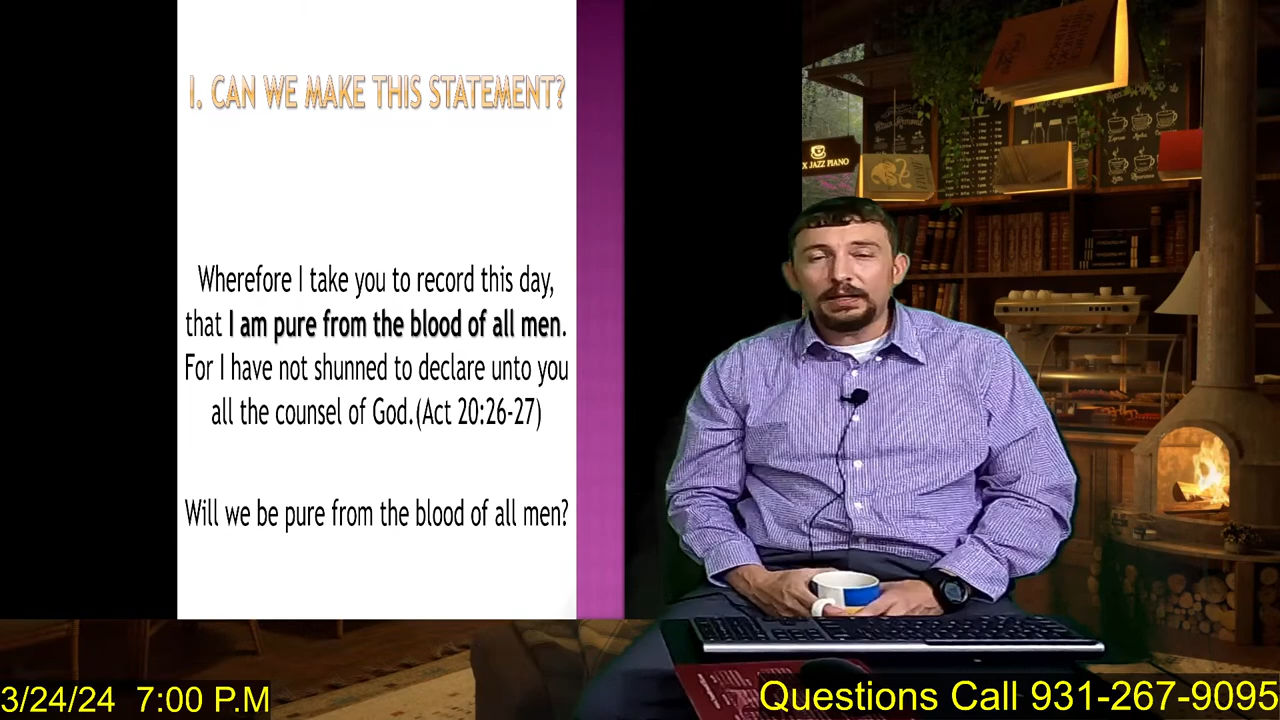 I. CAN WE MAKE THIS STATEMENT?
Wherefore I take you to record this day,
that I am pure from the blood of all men.
For I have not shunned to declare unto you
all the counsel of God.(Act 20:26-27)
Will we be pure from the blood of all men?
X JAZZ PIANO
3/24/24 7:00 P.M
Questions Call 931-267-9095